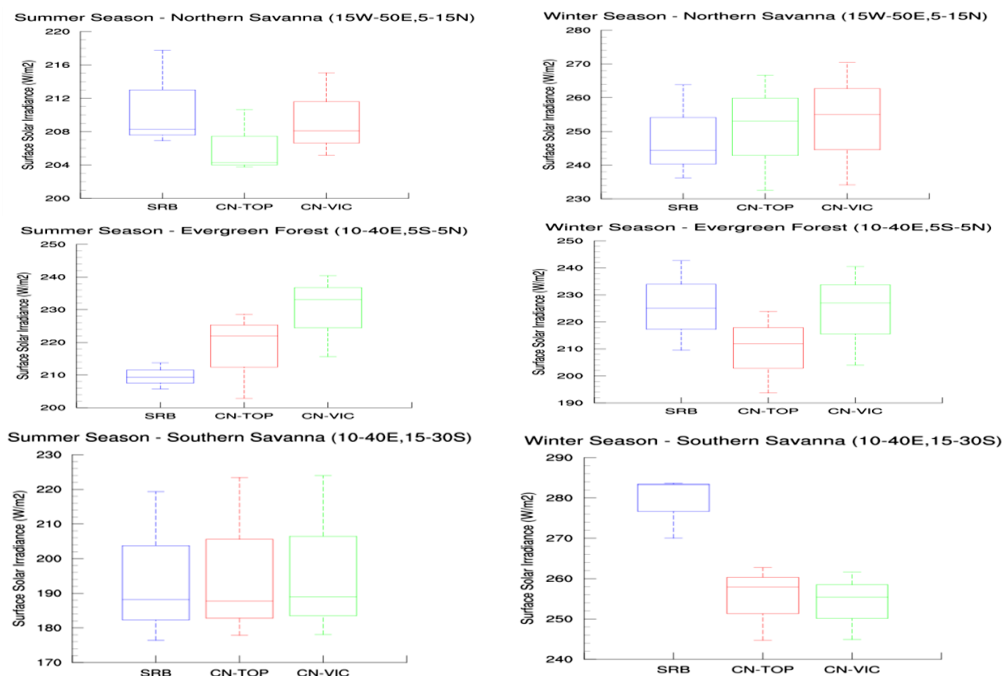 Summer Season - Northern Savanna (15W-50E,5-15N)
Surface Solar Irradiance (W/m2)
220
216
212
208
204
200
SRB CN-TOP CN-VIC
Winter Season - Northern Savanna (15W-50E,5-15N)
Surface Solar Irradiance (W/m2)
280
270
260
250
240
230
SRB CN-TOP CN-VIC
Summer Season - Evergreen Forest (10-40E,5S-5N)
Surface Solar Irradiance (W/m2)
250
240
230
220
210
200
SRB CN-TOP CN-VIC
Winter Season - Evergreen Forest (10-40E,5S-5N)
Surface Solar Irradiance (W/m2)
250
240
230
220
210
200
190
SRB CN-TOP CN-VIC
Summer Season - Southern Savanna (10-40E,15-30S)
Surface Solar Irradiance (W/m2)
230
220
210
200
190
180
170
SRB CN-TOP CN-VIC
Winter Season - Southern Savanna (10-40E,15-30S)
Surface Solar Irradiance (W/m2)
290
280
270
260
250
240
SRB CN-TOP CN-VIC